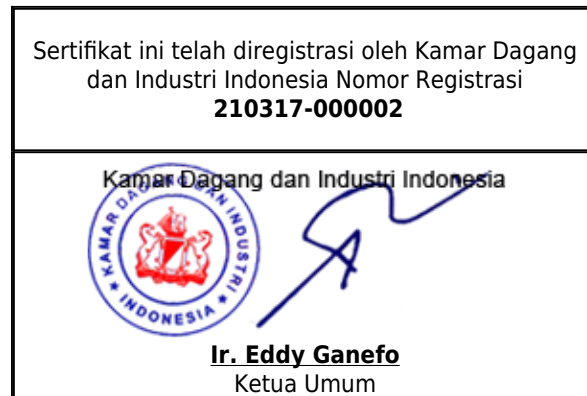 Sertifikat ini telah diregistrasi oleh Kamar Dagang
dan Industri Indonesia Nomor Registrasi
210317-000002
Kamar Dagang dan Industri Indonesia
KAMAR DAGANG DAN INDUSTRI
INDONESIA
Ir. Eddy Ganefo
Ketua Umum